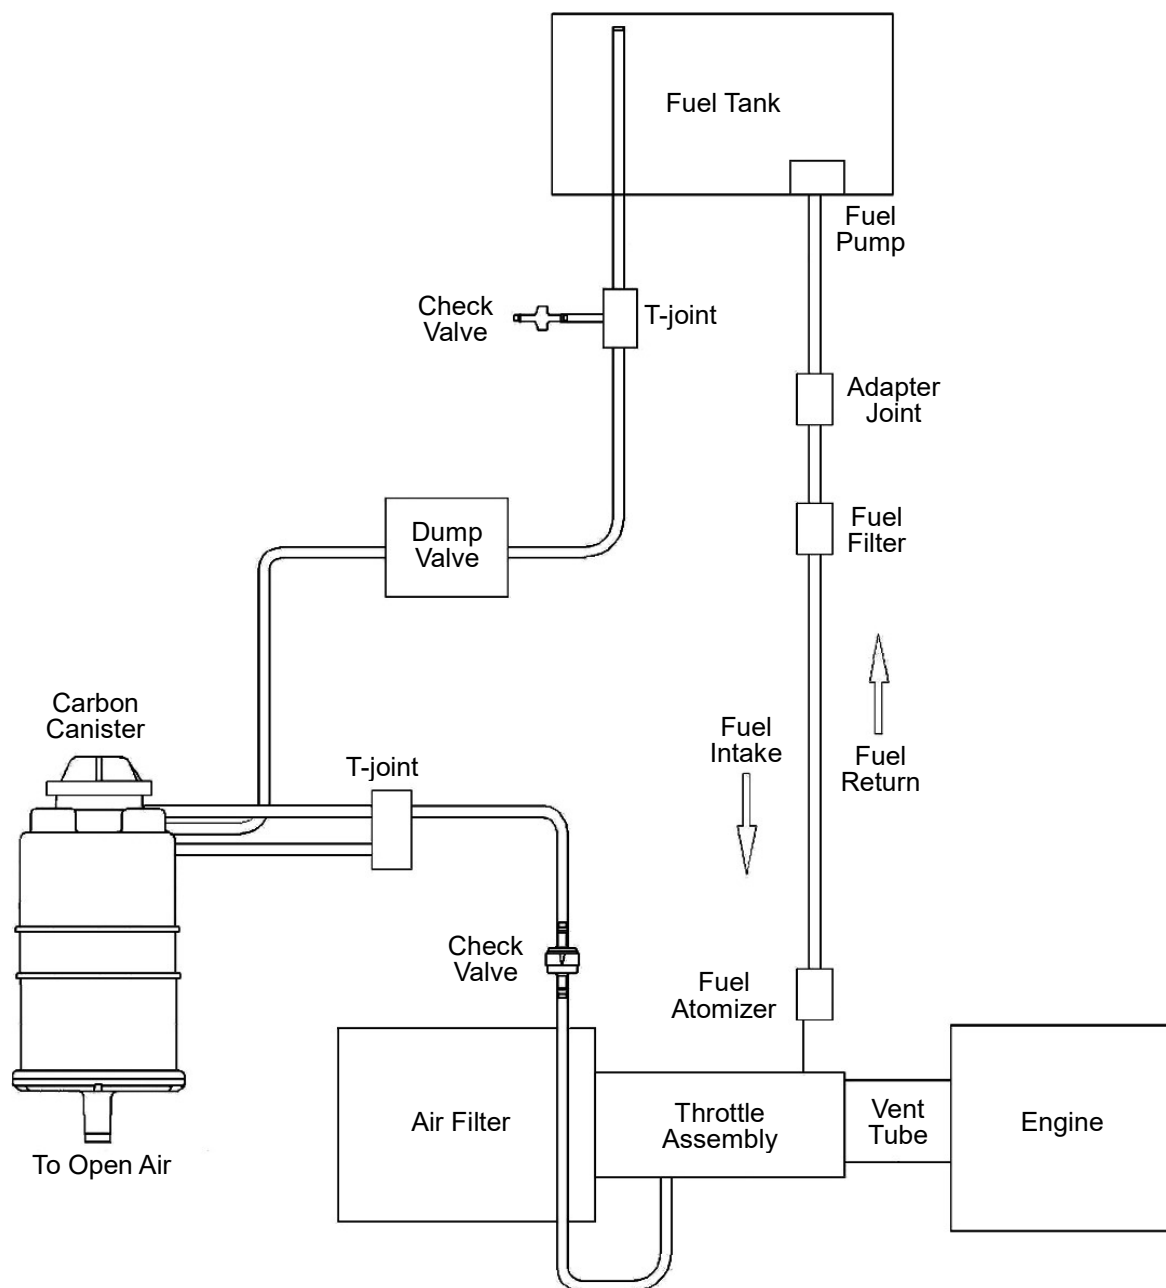 Fuel Tank
Fuel
Pump
Check
Valve
T-joint
Adapter
Joint
Dump
Valve
Fuel
Filter
Carbon
Canister
Fuel
Intake
Fuel
Return
T-joint
Check
Valve
Fuel
Atomizer
Air Filter
Throttle
Assembly
Vent
Tube
Engine
To Open Air